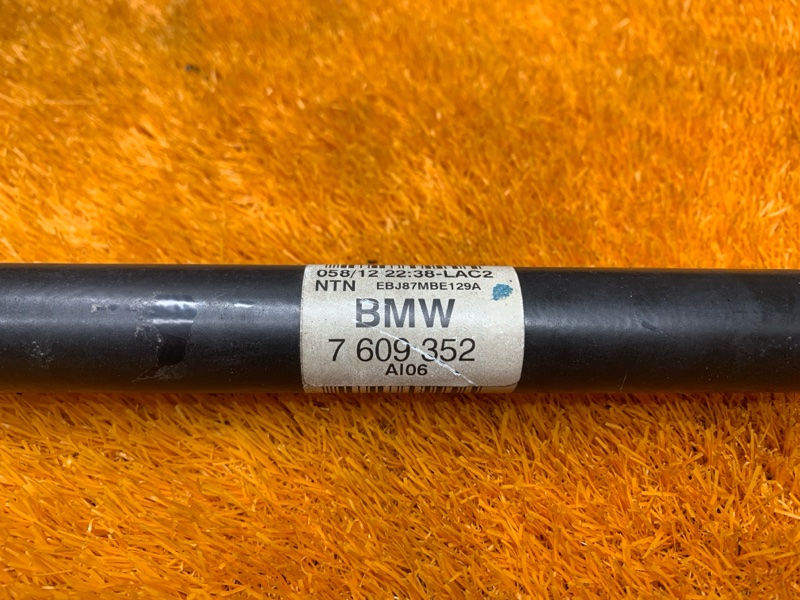 058/12 22:38-LAC2
NTN EBJ87MBE129A
BMW
7 609 352
AI06